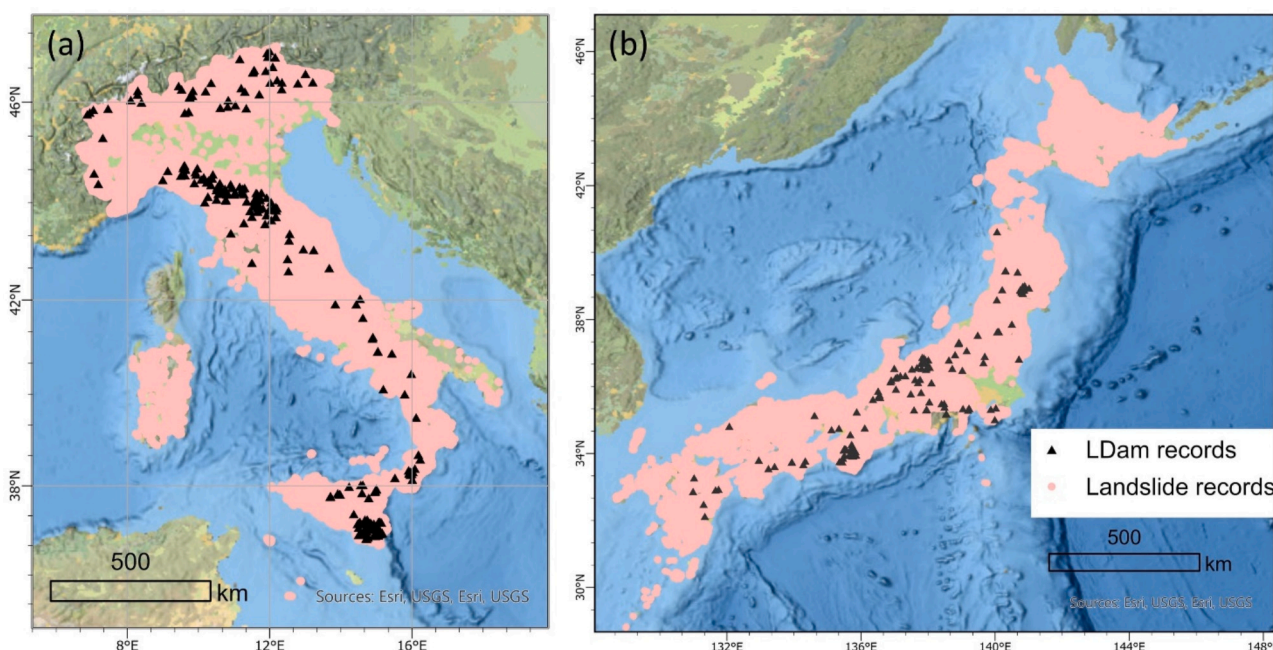 (a)
(b)
46°N
42°N
38°N
8°E
12°E
16°E
500
km
Sources: Esri, USGS, Esri, USGS
46°N
42°N
38°N
34°N
30°N
132°E
136°E
140°E
144°E
148°
LDam records
Landslide records
500
km
Sources: Esri, USGS, Esri, USGS